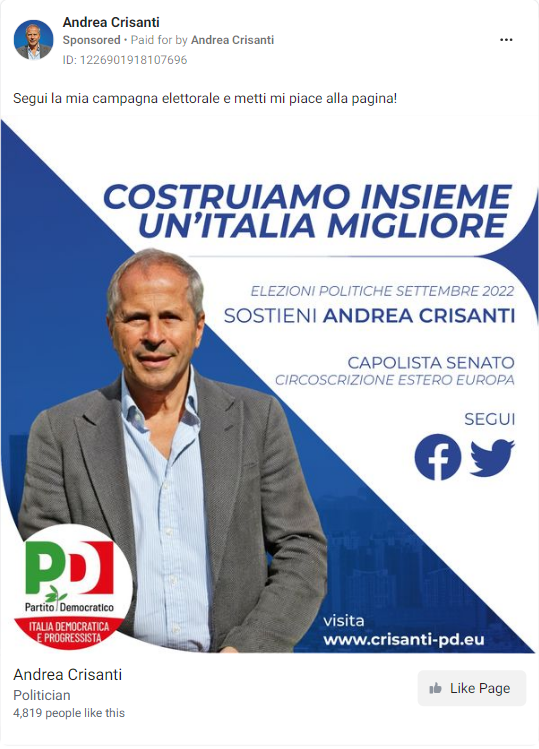 Andrea Crisanti
Sponsored • Paid for by Andrea Crisanti
ID: 1226901918107696
Segui la mia campagna elettorale e metti mi piace alla pagina!
COSTRUIAMO INSIEME
UN'ITALIA MIGLIORE
ELEZIONI POLITICHE SETTEMBRE 2022
SOSTIENI ANDREA CRISANTI
CAPOLISTA SENATO
CIRCOSCRIZIONE ESTERO EUROPA
SEGUI
PD
Partito Democratico
ITALIA DEMOCRATICA
E PROGRESSISTA
visita
www.crisanti-pd.eu
Andrea Crisanti
Politician
4,819 people like this
Like Page